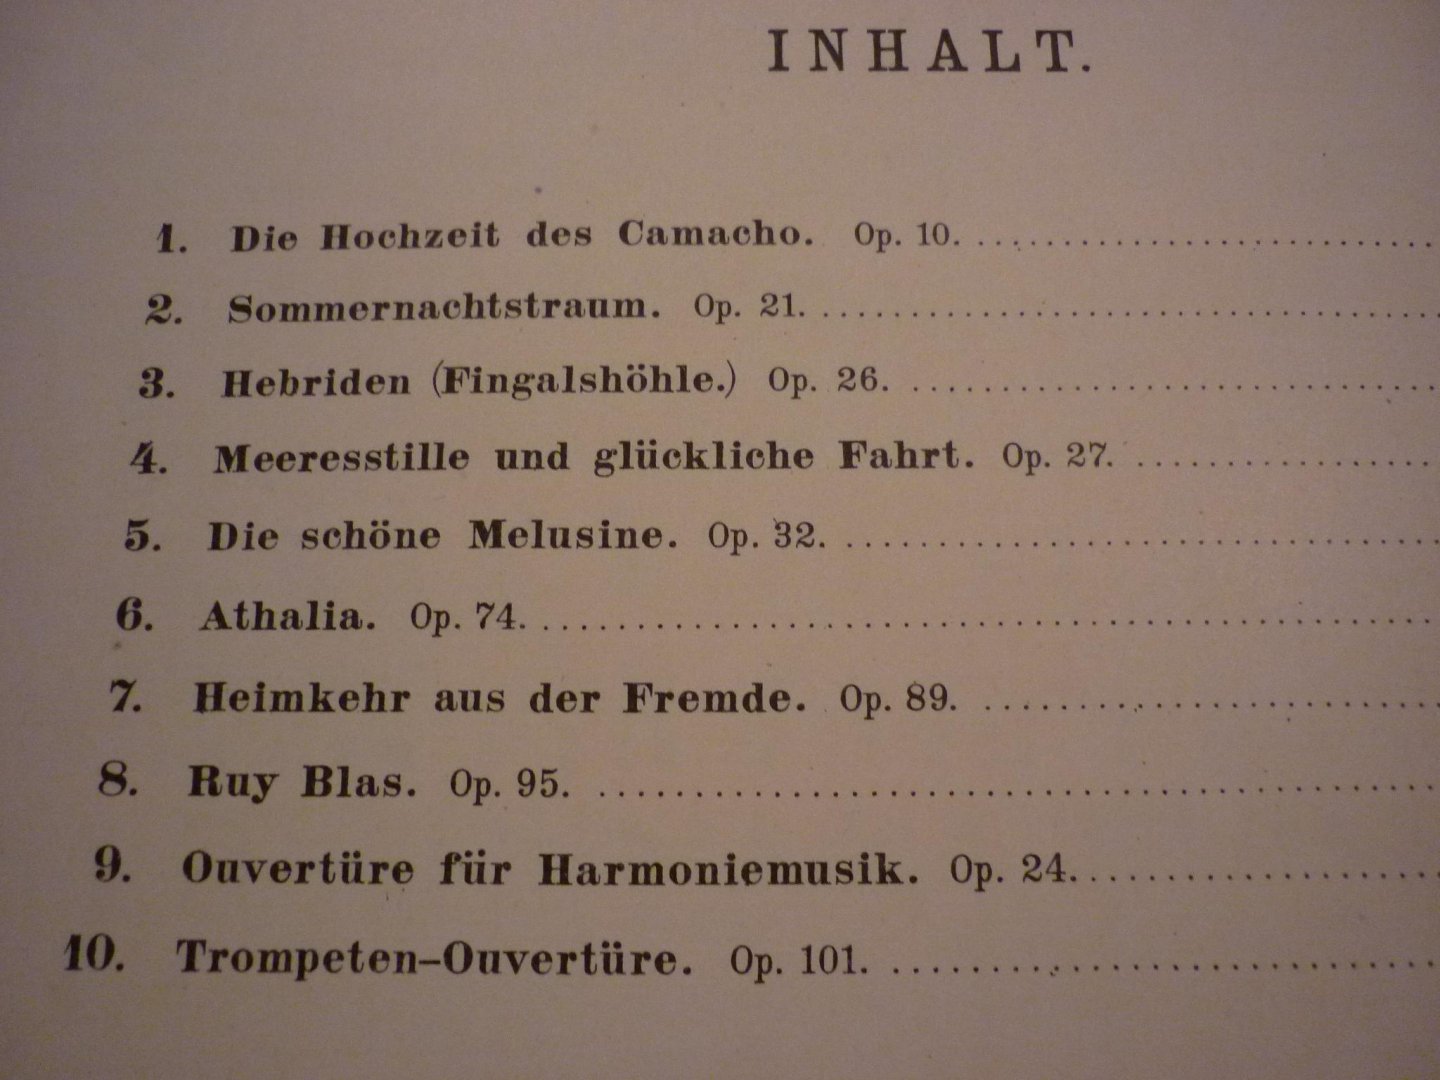 INHALT.
1. Die Hochzeit des Camacho. Op. 10.
2. Sommernachtstraum. Op. 21.
3. Hebriden (Fingalshöhle.) Op. 26.
4. Meeresstille und glückliche Fahrt. Op. 27.
5. Die schöne Melusine. Op. 32.
6. Athalia. Op. 74.
7. Heimkehr aus der Fremde. Op. 89.
8. Ruy Blas. Op. 95.
9. Ouvertüre für Harmoniemusik. Op. 24.
10. Trompeten-Ouvertüre. Op. 101.